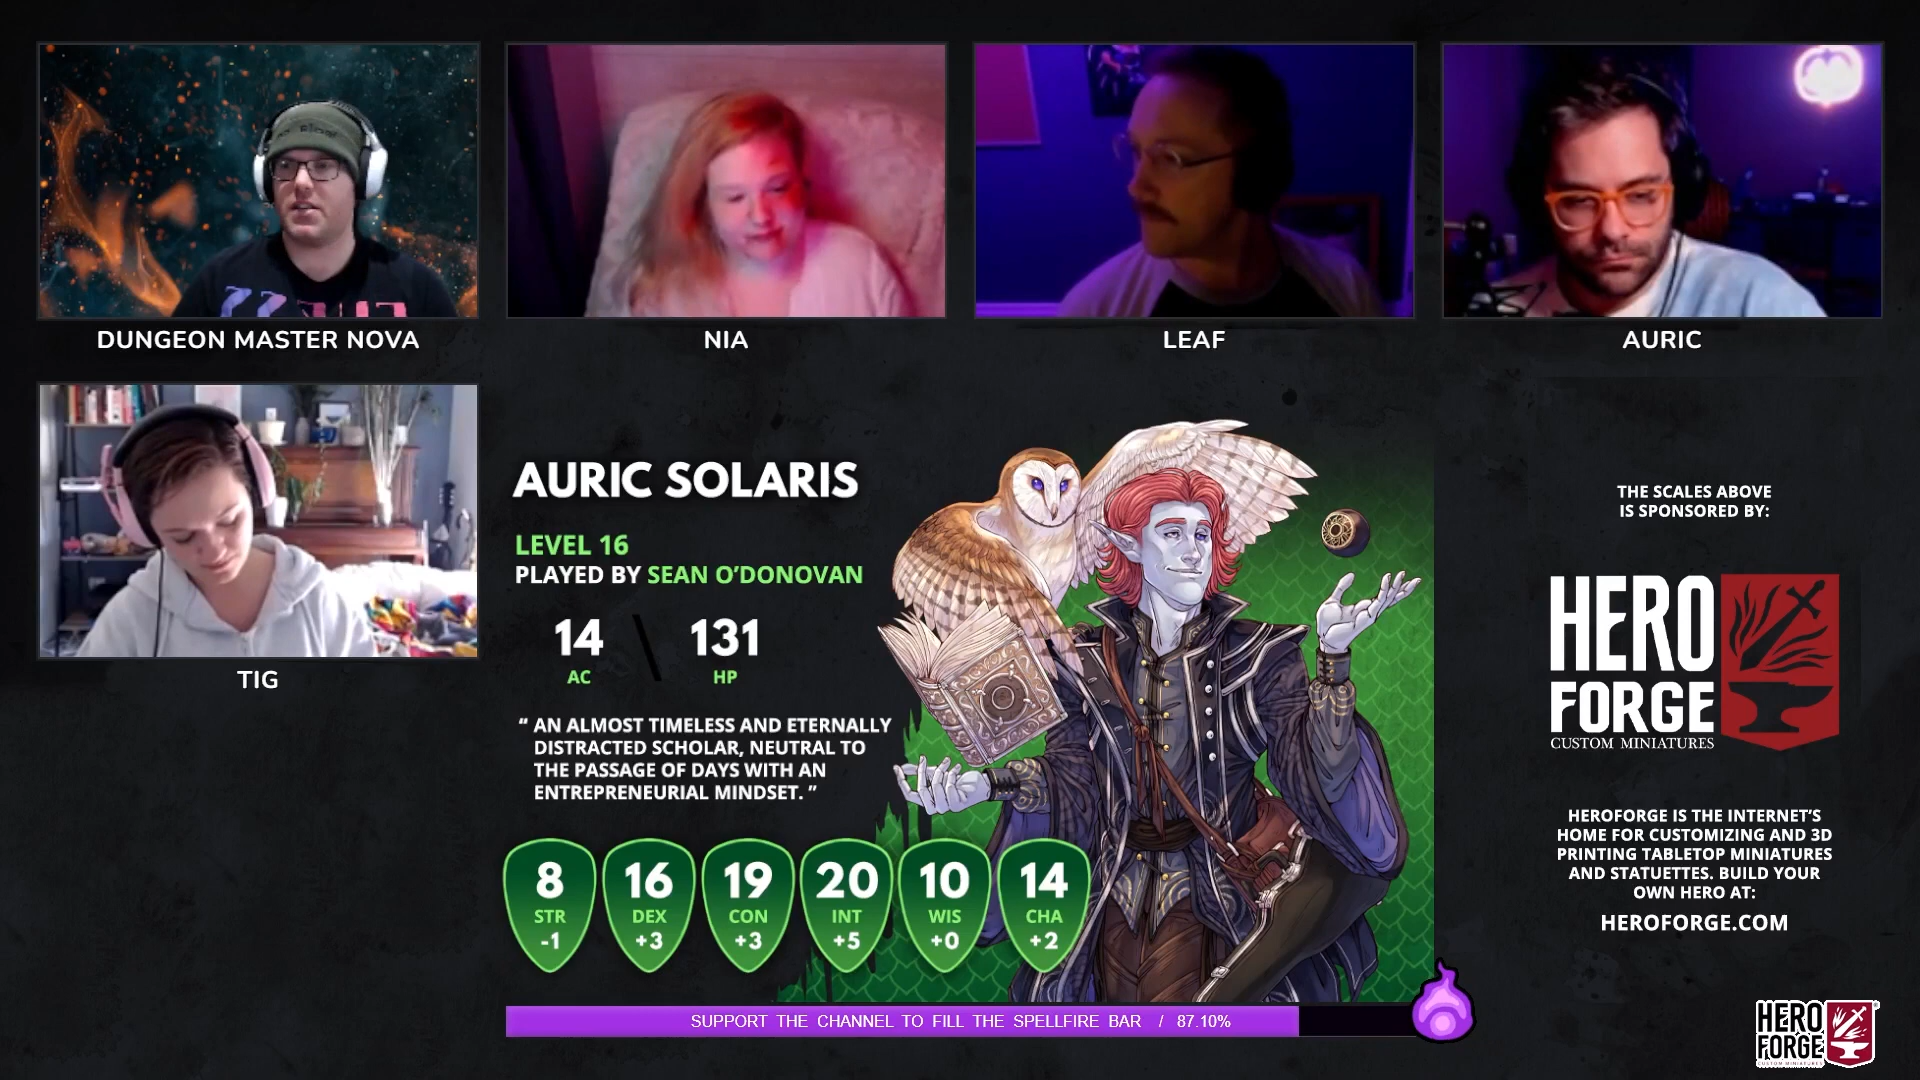 DUNGEON MASTER NOVA
NIA
LEAF
AURIC
TIG
AURIC SOLARIS
LEVEL 16
PLAYED BY SEAN O'DONOVAN
14
AC
131
HP
“ AN ALMOST TIMELESS AND ETERNALLY
DISTRACTED SCHOLAR, NEUTRAL TO
THE PASSAGE OF DAYS WITH AN
ENTREPRENEURIAL MINDSET. ”
8
STR
-1
16
DEX
+3
19
CON
+3
20
INT
+5
10
WIS
+0
14
CHA
+2
SUPPORT THE CHANNEL TO FILL THE SPELLFIRE BAR / 87.10%
THE SCALES ABOVE
IS SPONSORED BY:
HERO
FORGE
CUSTOM MINIATURES
HEROFORGE IS THE INTERNET'S
HOME FOR CUSTOMIZING AND 3D
PRINTING TABLETOP MINIATURES
AND STATUETTES. BUILD YOUR
OWN HERO AT:
HEROFORGE.COM
HERO
FORGE